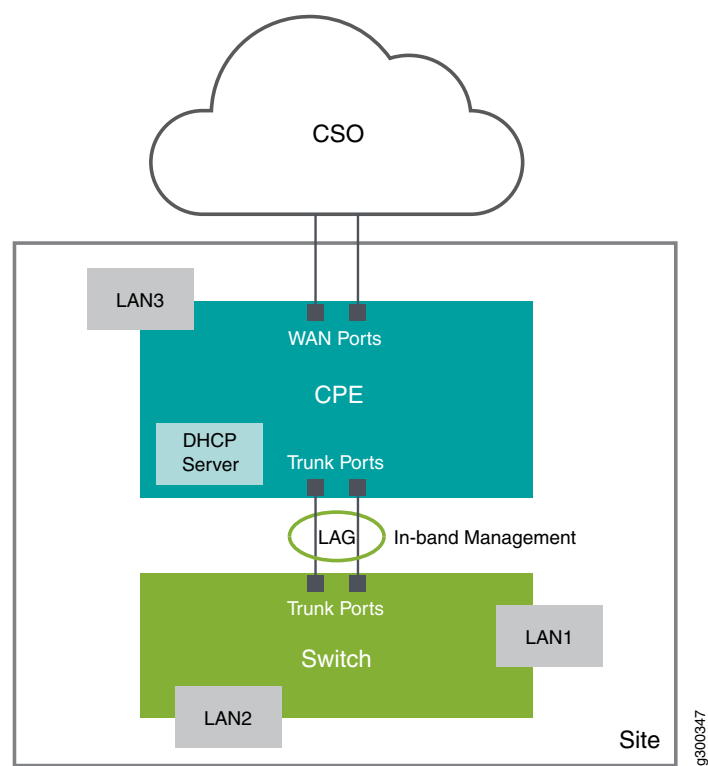 CSO
LAN3
WAN Ports
CPE
DHCP
Server
Trunk Ports
LAG
In-band Management
Trunk Ports
LAN1
Switch
LAN2
Site
g300347